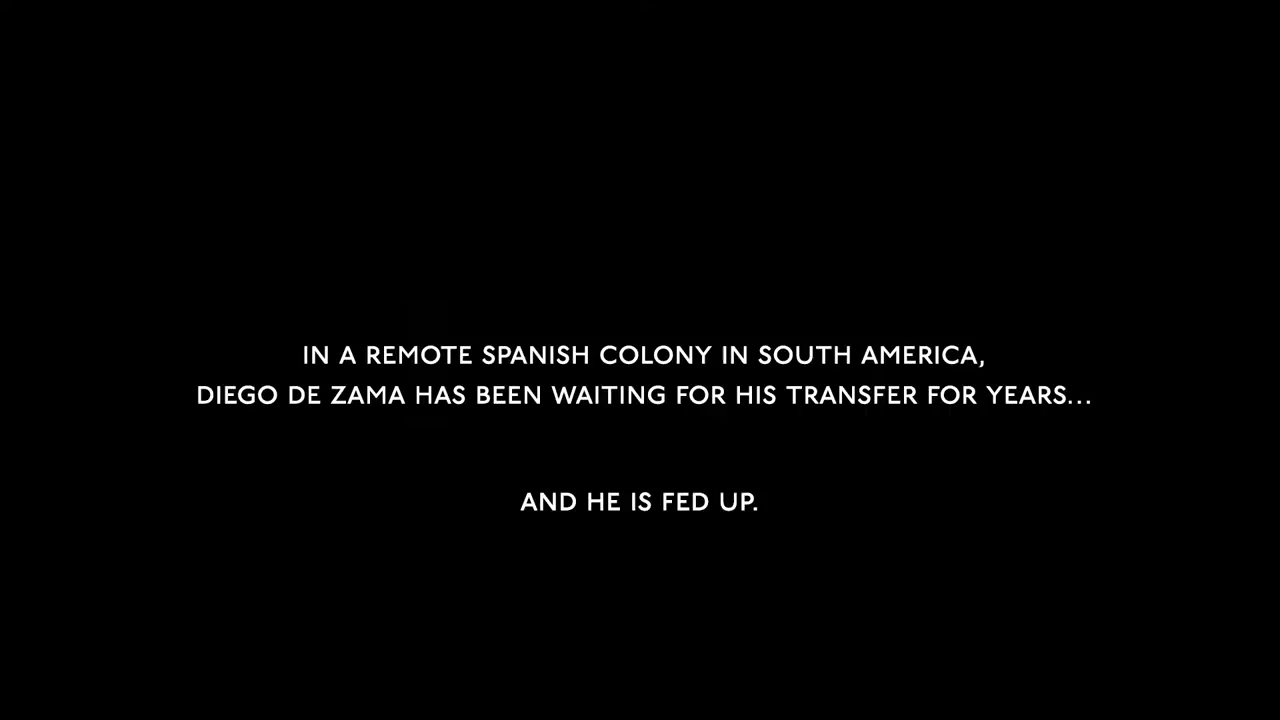 IN A REMOTE SPANISH COLONY IN SOUTH AMERICA,
DIEGO DE ZAMA HAS BEEN WAITING FOR HIS TRANSFER FOR YEARS...
AND HE IS FED UP.